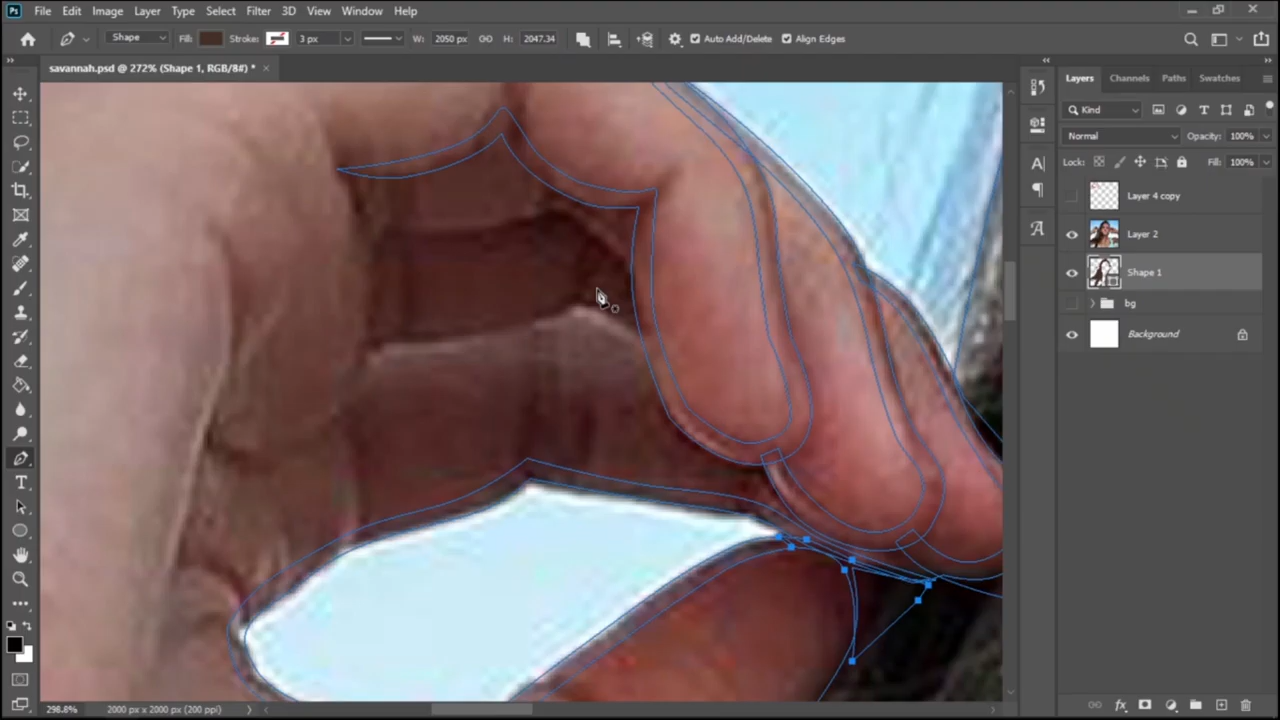 Ps File Edit Image Layer Type Select Filter 3D View Window Help
Shape Fill: Stroke: 3 px W: 2050 px H: 2047.34 Auto Add/Delete Align Edges
savannah.psd @ 272% (Shape 1, RGB/8#) * ×
Layers Channels Paths Swatches
Kind
Normal Opacity: 100%
Lock: Fill: 100%
Layer 4 copy
Layer 2
Shape 1
bg
Background
298.8% 2000 px x 2000 px (200 ppi)